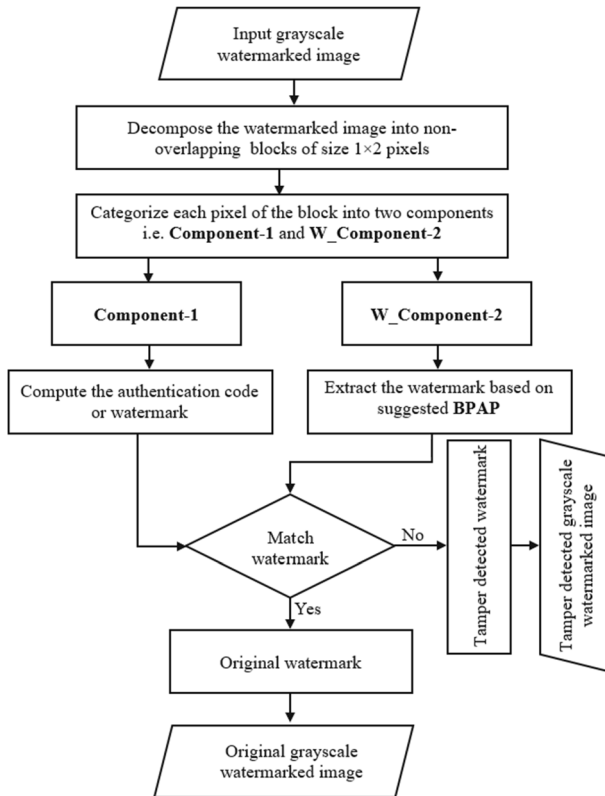 Input grayscale
watermarked image
Decompose the watermarked image into non-
overlapping blocks of size 1×2 pixels
Categorize each pixel of the block into two components
i.e. Component-1 and W_Component-2
Component-1
W_Component-2
Compute the authentication code
or watermark
Extract the watermark based on
suggested BPAP
Match
watermark
No
Tamper detected watermark
Tamper detected grayscale
watermarked image
Yes
Original watermark
Original grayscale
watermarked image